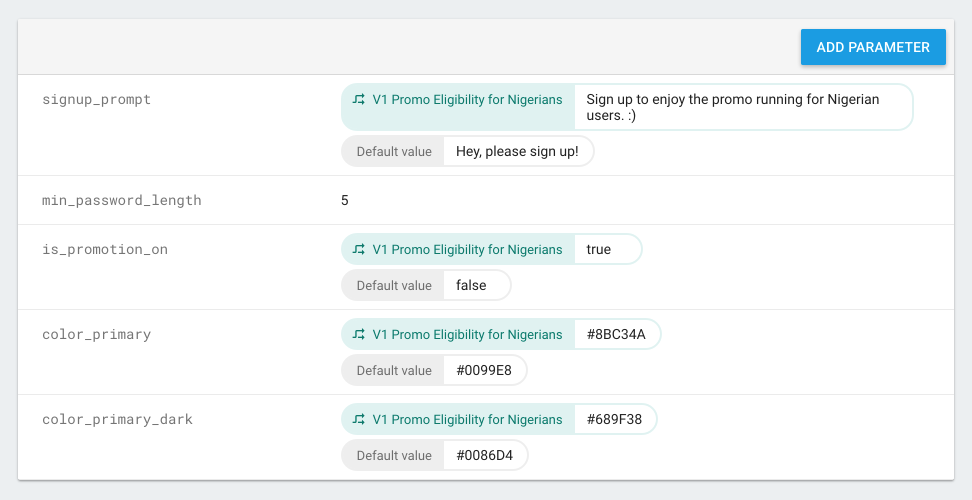 ADD PARAMETER
signup_prompt
V1 Promo Eligibility for Nigerians
Sign up to enjoy the promo running for Nigerian
users. :)
Default value
Hey, please sign up!
min_password_length
5
is_promotion_on
V1 Promo Eligibility for Nigerians
true
Default value
false
color_primary
V1 Promo Eligibility for Nigerians
#8BC34A
Default value
#0099E8
color_primary_dark
V1 Promo Eligibility for Nigerians
#689F38
Default value
#0086D4